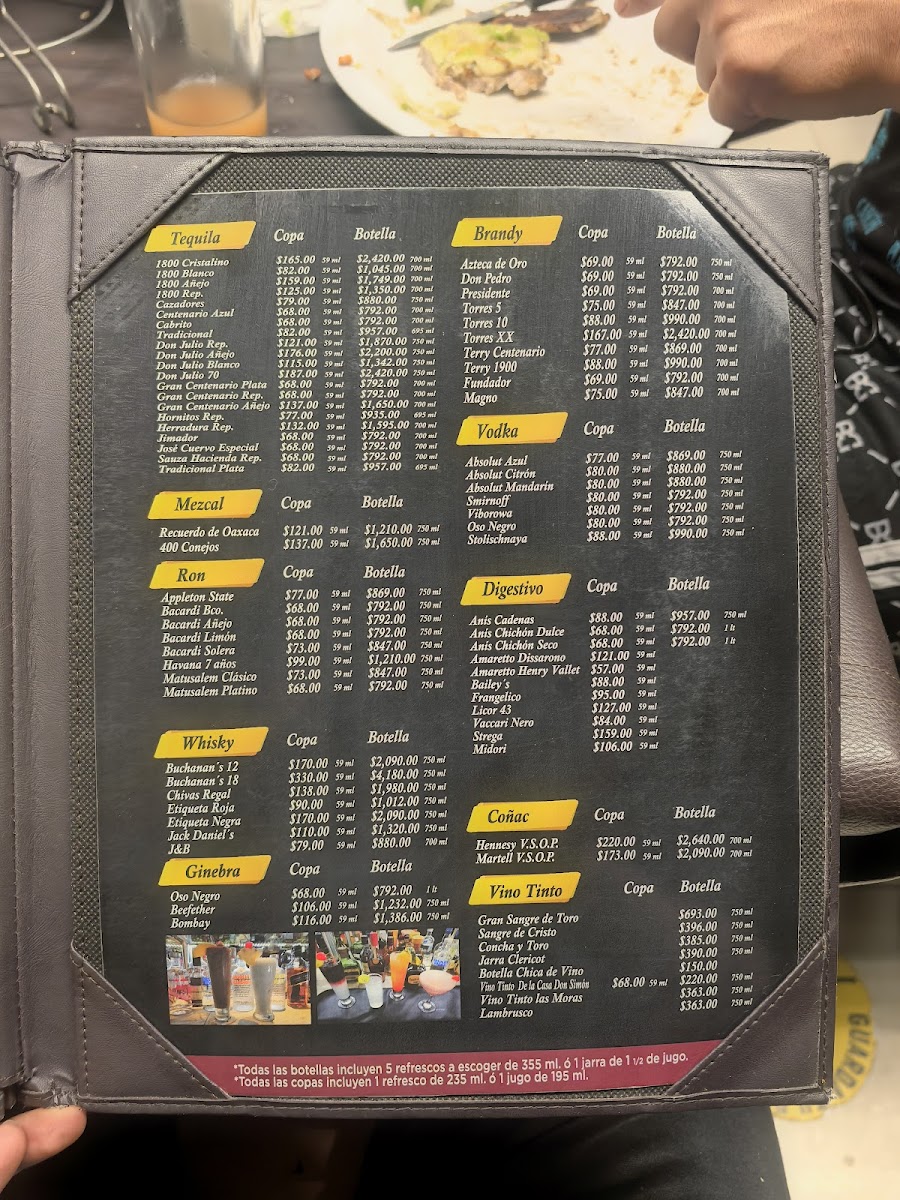 Tequila Copa Botella
1800 Cristalino $165.00 59 ml $2,420.00 700 ml
1800 Blanco $82.00 59 ml $1,045.00 700 ml
1800 Añejo $159.00 59 ml $1,749.00 700 ml
1800 Rep. $125.00 59 ml $1,350.00 700 ml
Cazadores $79.00 59 ml $880.00 750 ml
Centenario Azul $68.00 59 ml $792.00 700 ml
Cabrito $68.00 59 ml $792.00 700 ml
Tradicional $82.00 59 ml $957.00 695 ml
Don Julio Rep. $121.00 59 ml $1,870.00 750 ml
Don Julio Añejo $176.00 59 ml $2,200.00 750 ml
Don Julio Blanco $115.00 59 ml $1,342.00 750 ml
Don Julio 70 $187.00 59 ml $2,420.00 750 ml
Gran Centenario Plata $68.00 59 ml $792.00 700 ml
Gran Centenario Rep. $68.00 59 ml $792.00 700 ml
Gran Centenario Añejo $137.00 59 ml $1,650.00 700 ml
Hornitos Rep. $77.00 59 ml $935.00 695 ml
Herradura Rep. $132.00 59 ml $1,595.00 700 ml
Jimador $68.00 59 ml $792.00 700 ml
José Cuervo Especial $68.00 59 ml $792.00 700 ml
Sauza Hacienda Rep. $68.00 59 ml $792.00 700 ml
Tradicional Plata $82.00 59 ml $957.00 695 ml
Mezcal Copa Botella
Recuerdo de Oaxaca $121.00 59 ml $1,210.00 750 ml
400 Conejos $137.00 59 ml $1,650.00 750 ml
Ron Copa Botella
Appleton State $77.00 59 ml $869.00 750 ml
Bacardi Bco. $68.00 59 ml $792.00 750 ml
Bacardi Añejo $68.00 59 ml $792.00 750 ml
Bacardi Limón $68.00 59 ml $792.00 750 ml
Bacardi Solera $73.00 59 ml $847.00 750 ml
Havana 7 años $99.00 59 ml $1,210.00 750 ml
Matusalem Clásico $73.00 59 ml $847.00 750 ml
Matusalem Platino $68.00 59 ml $792.00 750 ml
Whisky Copa Botella
Buchanan´s 12 $170.00 59 ml $2,090.00 750 ml
Buchanan´s 18 $330.00 59 ml $4,180.00 750 ml
Chivas Regal $138.00 59 ml $1,980.00 750 ml
Etiqueta Roja $90.00 59 ml $1,012.00 750 ml
Etiqueta Negra $170.00 59 ml $2,090.00 750 ml
Jack Daniel´s $110.00 59 ml $1,320.00 750 ml
J&B $79.00 59 ml $880.00 700 ml
Ginebra Copa Botella
Oso Negro $68.00 59 ml $792.00 1 lt
Beefether $106.00 59 ml $1,232.00 750 ml
Bombay $116.00 59 ml $1,386.00 750 ml
Brandy Copa Botella
Azteca de Oro $69.00 59 ml $792.00 750 ml
Don Pedro $69.00 59 ml $792.00 750 ml
Presidente $69.00 59 ml $792.00 700 ml
Torres 5 $75.00 59 ml $847.00 700 ml
Torres 10 $88.00 59 ml $990.00 700 ml
Torres XX $167.00 59 ml $2,420.00 700 ml
Terry Centenario $77.00 59 ml $869.00 700 ml
Terry 1900 $88.00 59 ml $990.00 700 ml
Fundador $69.00 59 ml $792.00 700 ml
Magno $75.00 59 ml $847.00 700 ml
Vodka Copa Botella
Absolut Azul $77.00 59 ml $869.00 750 ml
Absolut Citrón $80.00 59 ml $880.00 750 ml
Absolut Mandarín $80.00 59 ml $880.00 750 ml
Smirnoff $80.00 59 ml $792.00 750 ml
Viborowa $80.00 59 ml $792.00 750 ml
Oso Negro $80.00 59 ml $792.00 750 ml
Stolischnaya $88.00 59 ml $990.00 750 ml
Digestivo Copa Botella
Anís Cadenas $88.00 59 ml $957.00 750 ml
Anís Chichón Dulce $68.00 59 ml $792.00 1 lt
Anís Chichón Seco $68.00 59 ml $792.00 1 lt
Amaretto Dissarono $121.00 59 ml
Amaretto Henry Vallet $57.00 59 ml
Bailey´s $88.00 59 ml
Frangelico $95.00 59 ml
Licor 43 $127.00 59 ml
Vaccari Nero $84.00 59 ml
Strega $159.00 59 ml
Midori $106.00 59 ml
Coñac Copa Botella
Hennesy V.S.O.P. $220.00 59 ml $2,640.00 700 ml
Martell V.S.O.P. $173.00 59 ml $2,090.00 700 ml
Vino Tinto Copa Botella
Gran Sangre de Toro $693.00 750 ml
Sangre de Cristo $396.00 750 ml
Concha y Toro $385.00 750 ml
Jarra Clericot $390.00 750 ml
Botella Chica de Vino $150.00
Vino Tinto De la Casa Don Simón $68.00 59 ml $220.00 750 ml
Vino Tinto las Moras $363.00 750 ml
Lambrusco $363.00 750 ml
*Todas las botellas incluyen 5 refrescos a escoger de 355 ml. ó 1 jarra de 1 1/2 de jugo.
*Todas las copas incluyen 1 refresco de 235 ml. ó 1 jugo de 195 ml.